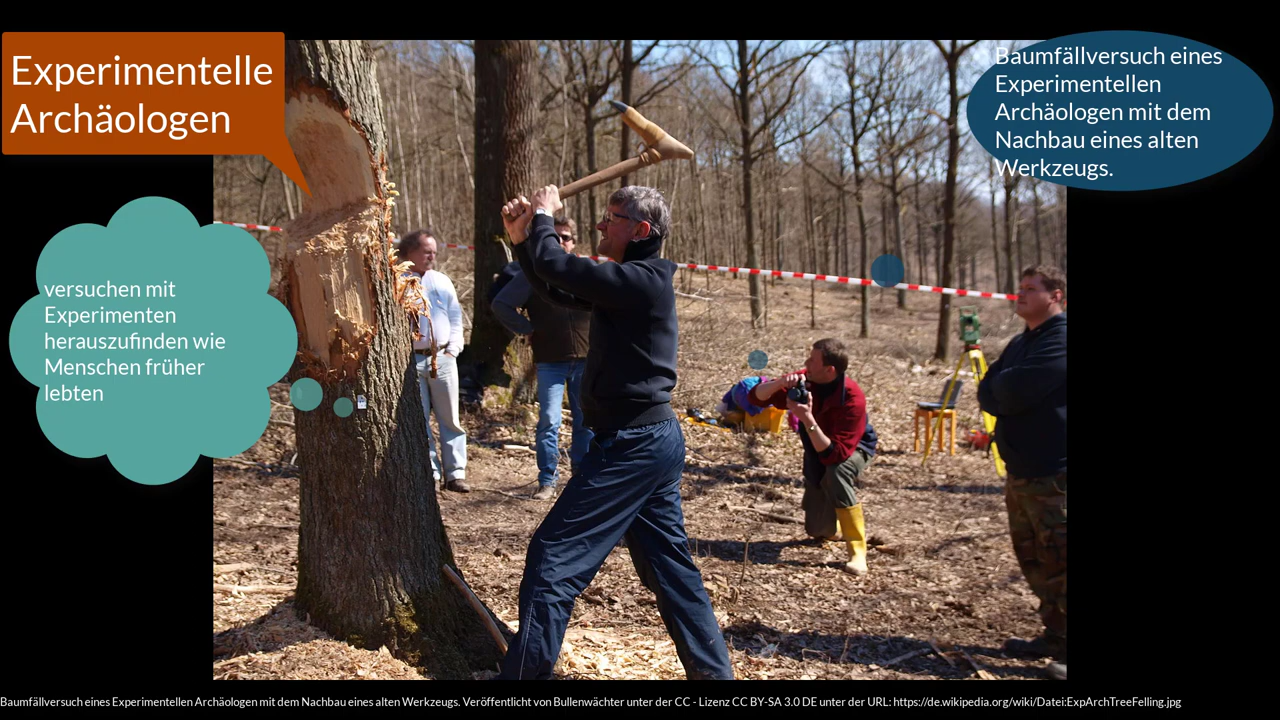 Experimentelle
Archäologen
Baumfällversuch eines
Experimentellen
Archäologen mit dem
Nachbau eines alten
Werkzeugs.
versuchen mit
Experimenten
herauszufinden wie
Menschen früher
lebten
Baumfällversuch eines Experimentellen Archäologen mit dem Nachbau eines alten Werkzeugs. Veröffentlicht von Bullenwächter unter der CC - Lizenz CC BY-SA 3.0 DE unter der URL: https://de.wikipedia.org/wiki/Datei:ExpArchTreeFelling.jpg